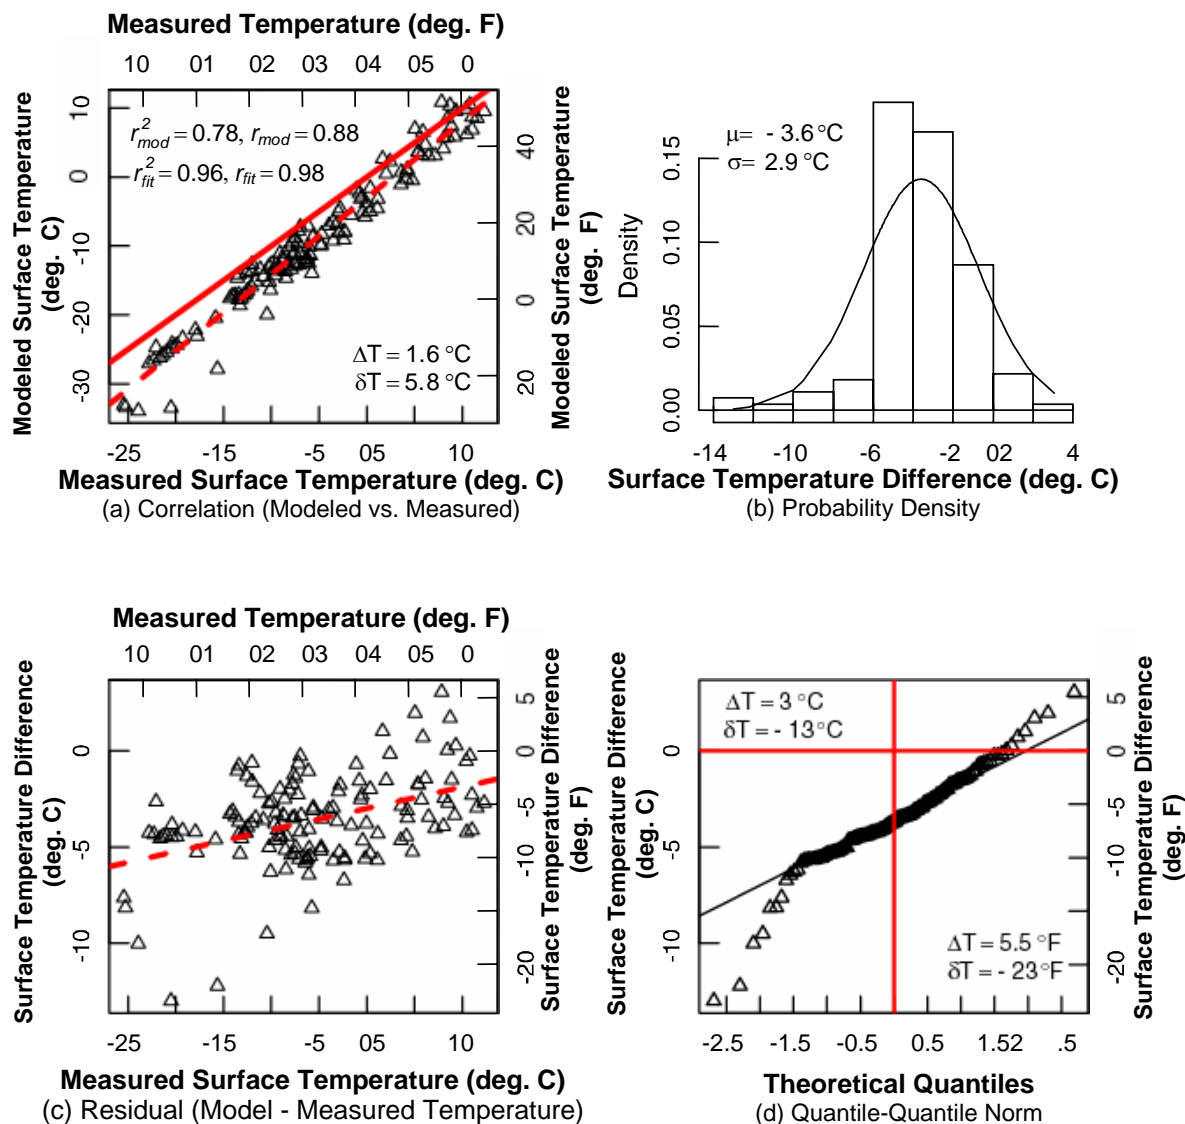 Measured Temperature (deg. F)
10 01 02 03 04 05 0
Modeled Surface Temperature
(deg. C)
10
0
-10
-20
-30
r²mod = 0.78, rmod = 0.88
r²fit = 0.96, rfit = 0.98
ΔT = 1.6 °C
δT = 5.8 °C
40
20
0
20
Modeled Surface Temperature
(deg. F)
-25 -15 -5 05 10
Measured Surface Temperature (deg. C)
(a) Correlation (Modeled vs. Measured)
μ= - 3.6 °C
σ= 2.9 °C
Density
0.15
0.10
0.05
0.00
-14 -10 -6 -2 02 4
Surface Temperature Difference (deg. C)
(b) Probability Density
Measured Temperature (deg. F)
10 01 02 03 04 05 0
Surface Temperature Difference
(deg. C)
0
-5
-10
5
0
-5
-10
-20
Surface Temperature Difference
(deg. F)
-25 -15 -5 05 10
Measured Surface Temperature (deg. C)
(c) Residual (Model - Measured Temperature)
Surface Temperature Difference
(deg. C)
0
-5
-10
ΔT = 3 °C
δT = - 13°C
ΔT = 5.5 °F
δT = - 23°F
5
0
-5
-10
-20
Surface Temperature Difference
(deg. F)
-2.5 -1.5 -0.5 0.5 1.52 .5
Theoretical Quantiles
(d) Quantile-Quantile Norm